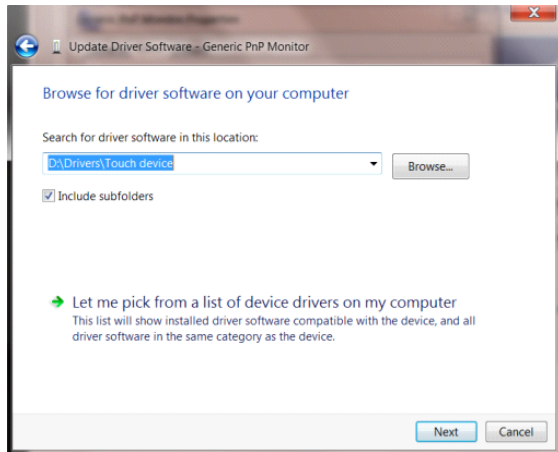 Update Driver Software - Generic PnP Monitor
Browse for driver software on your computer
Search for driver software in this location:
D:\Drivers\Touch device
Browse...
Include subfolders
Let me pick from a list of device drivers on my computer
This list will show installed driver software compatible with the device, and all
driver software in the same category as the device.
Next
Cancel